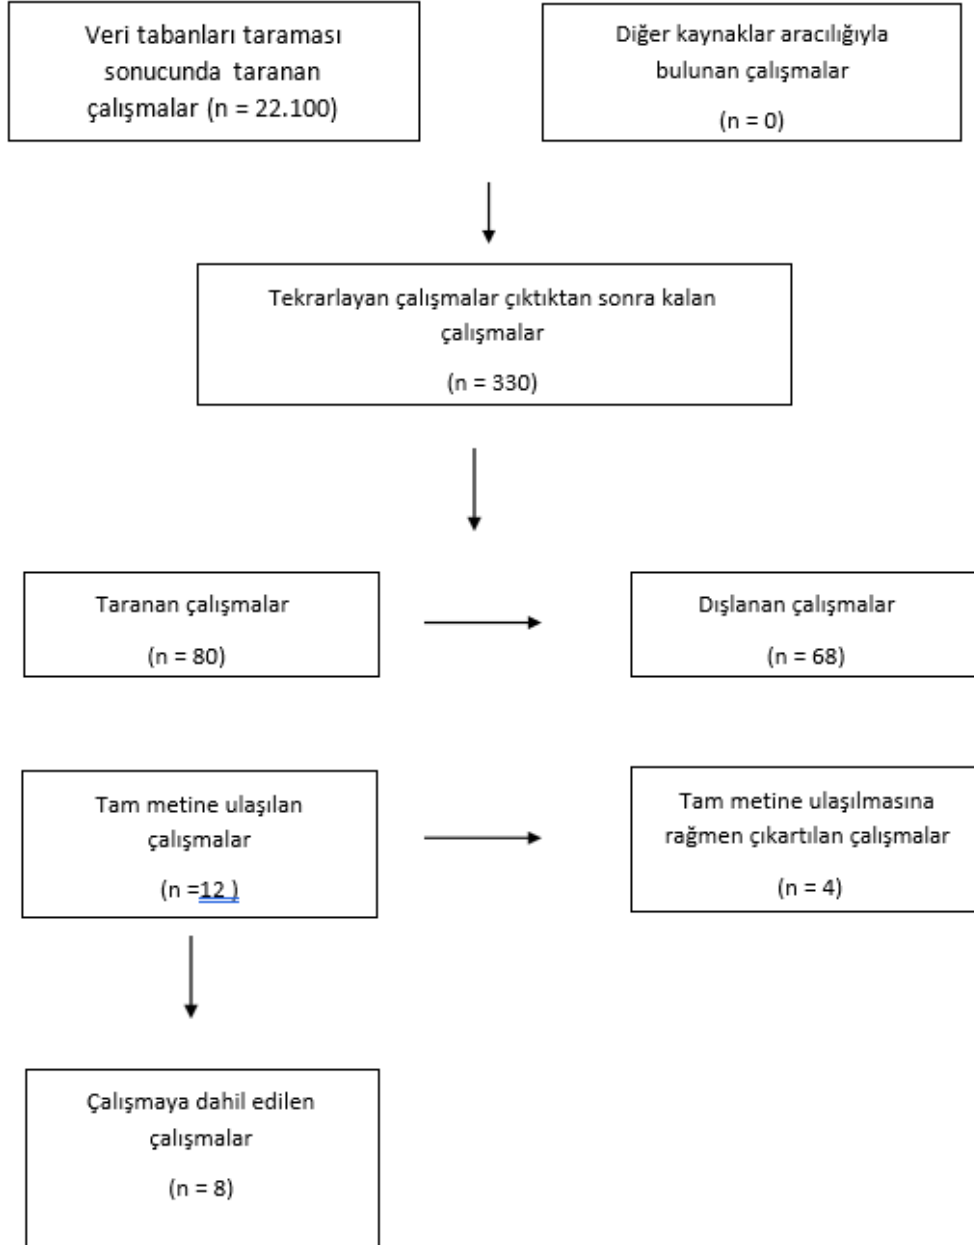 Veri tabanları taraması
sonucunda taranan
çalışmalar (n = 22.100)
Diğer kaynaklar aracılığıyla
bulunan çalışmalar
(n = 0)
Tekrarlayan çalışmalar çıktıktan sonra kalan
çalışmalar
(n = 330)
Taranan çalışmalar
(n = 80)
Dışlanan çalışmalar
(n = 68)
Tam metine ulaşılan
çalışmalar
(n =12 )
Tam metine ulaşılmasına
rağmen çıkartılan çalışmalar
(n = 4)
Çalışmaya dahil edilen
çalışmalar
(n = 8)